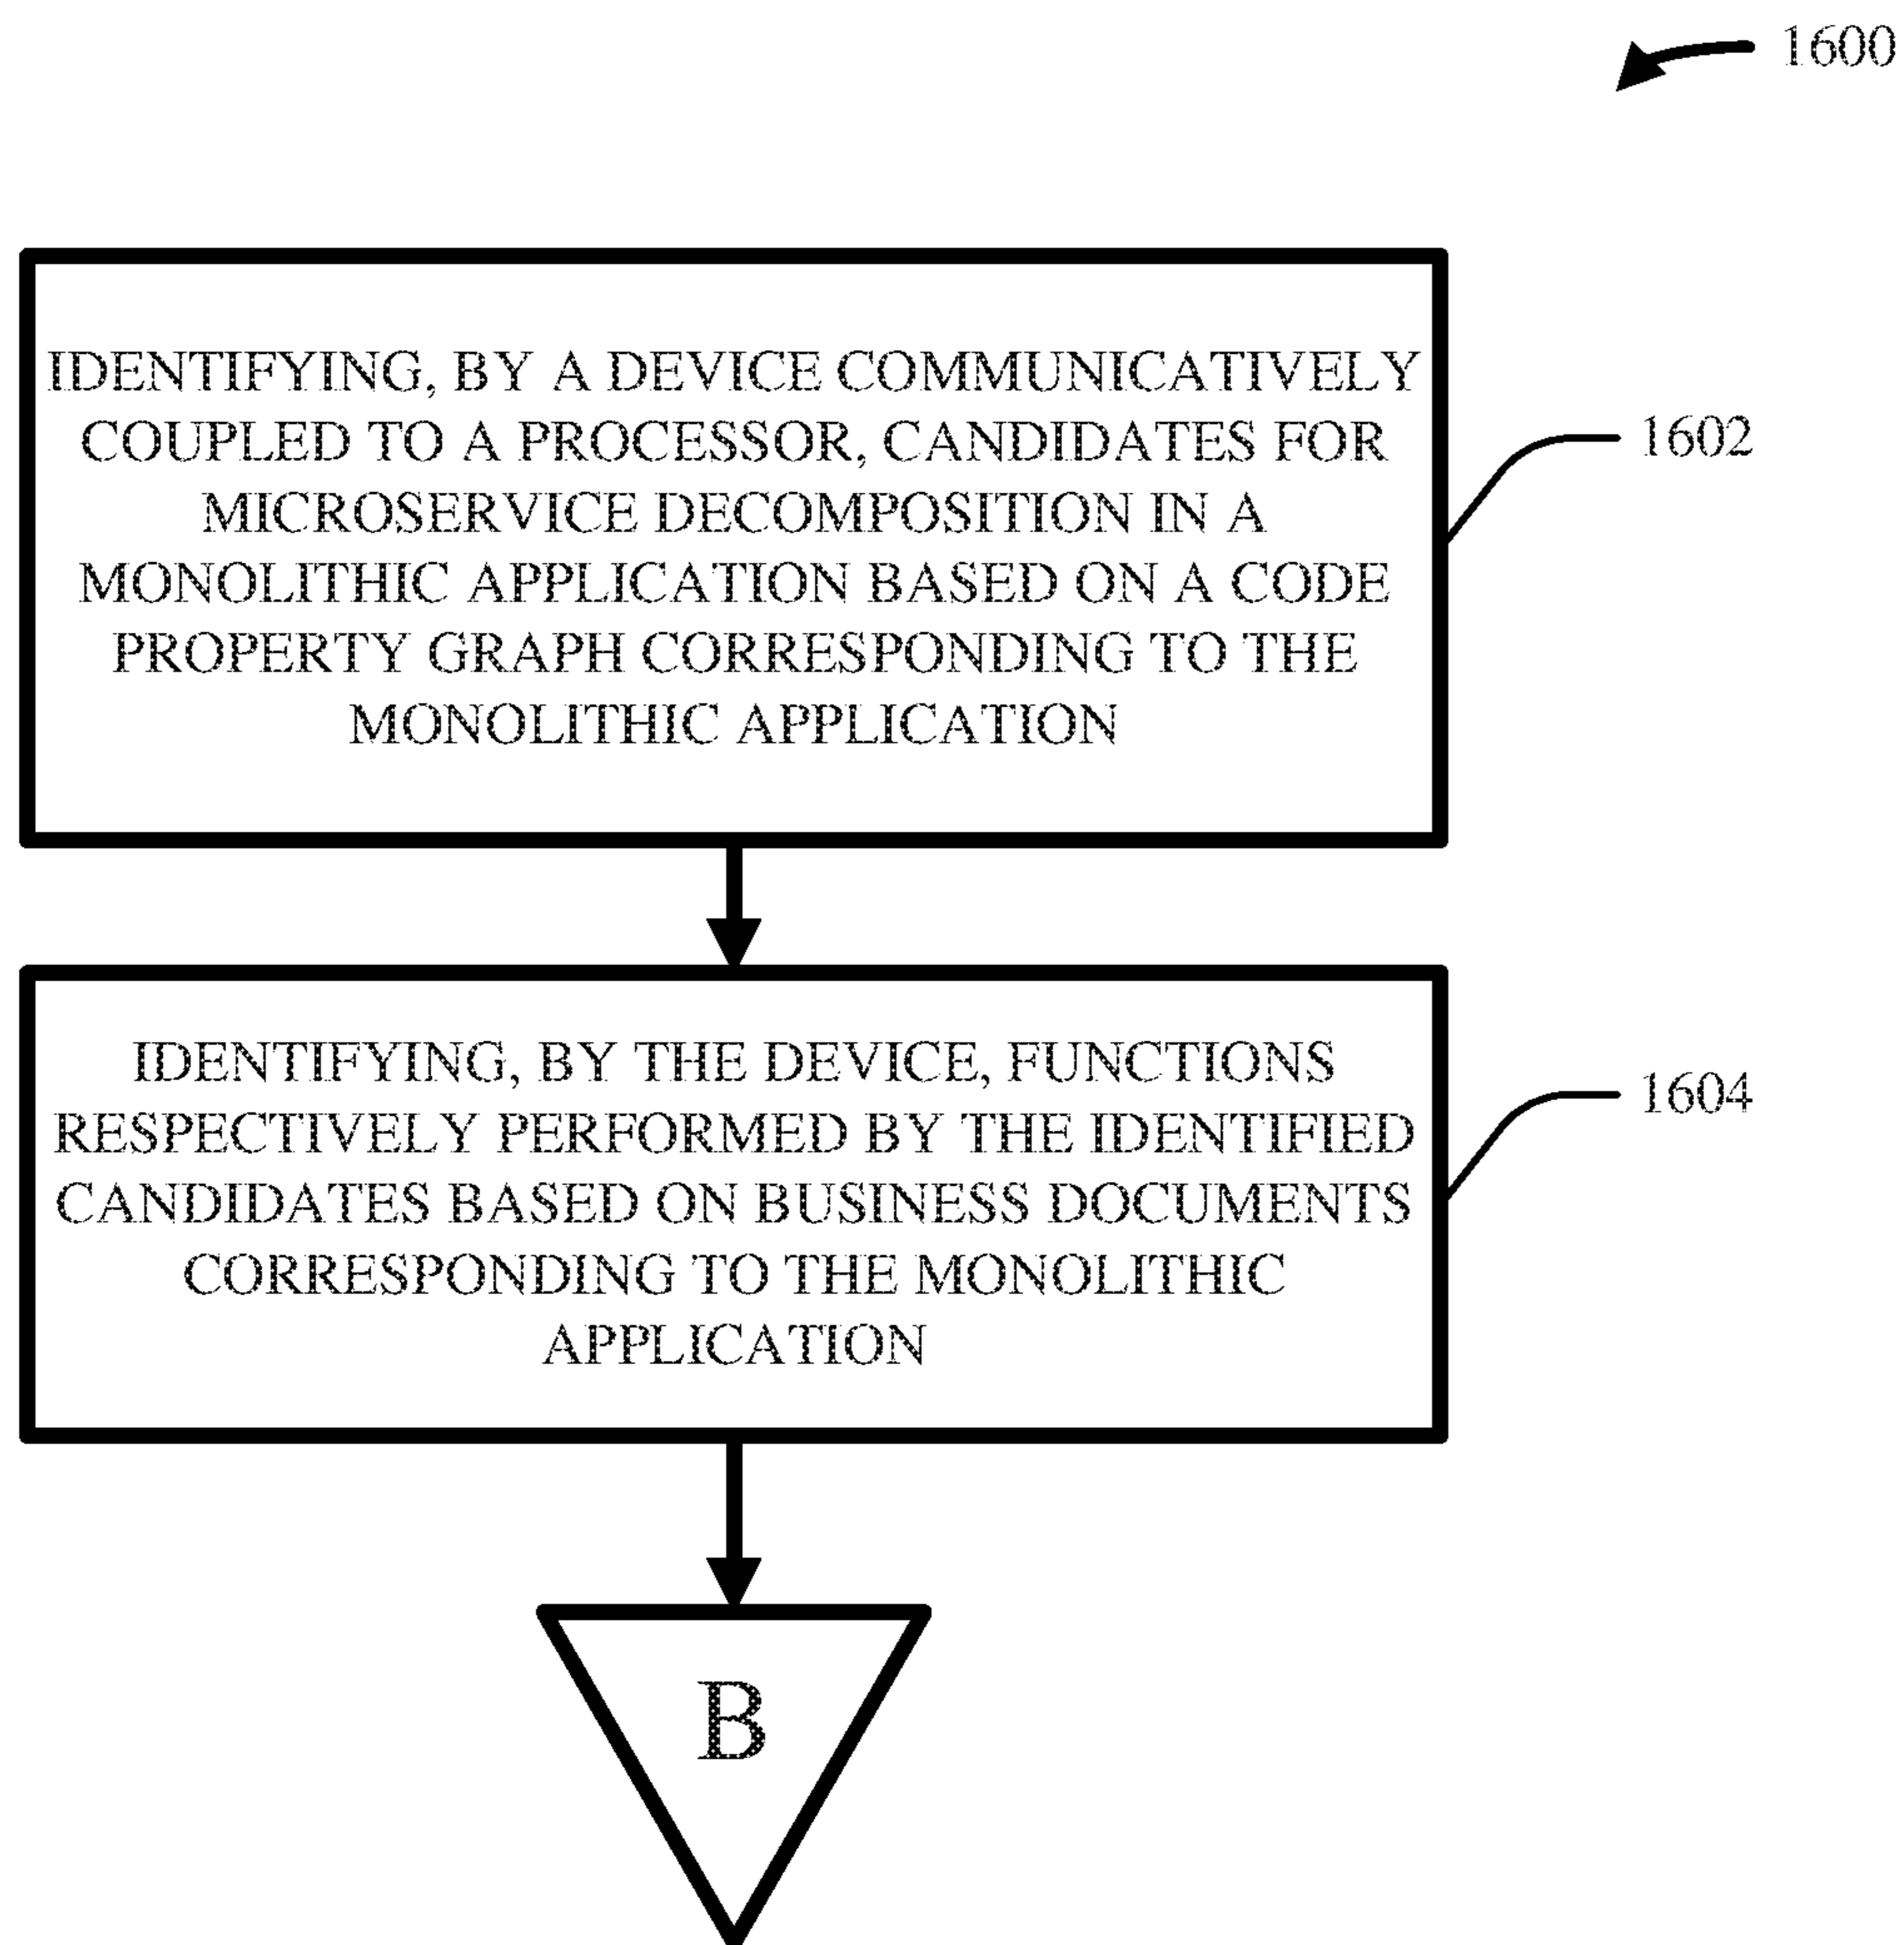 1600
IDENTIFYING, BY A DEVICE COMMUNICATIVELY
COUPLED TO A PROCESSOR, CANDIDATES FOR
MICROSERVICE DECOMPOSITION IN A
MONOLITHIC APPLICATION BASED ON A CODE
PROPERTY GRAPH CORRESPONDING TO THE
MONOLITHIC APPLICATION
1602
IDENTIFYING, BY THE DEVICE, FUNCTIONS
RESPECTIVELY PERFORMED BY THE IDENTIFIED
CANDIDATES BASED ON BUSINESS DOCUMENTS
CORRESPONDING TO THE MONOLITHIC
APPLICATION
1604
B